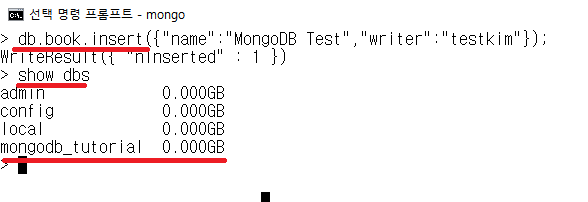 선택 명령 프롬프트 - mongo
> db.book.insert({"name":"MongoDB Test","writer":"testkim"});
WriteResult({ "nInserted" : 1 })
> show dbs
admin 0.000GB
config 0.000GB
local 0.000GB
mongodb_tutorial 0.000GB
>